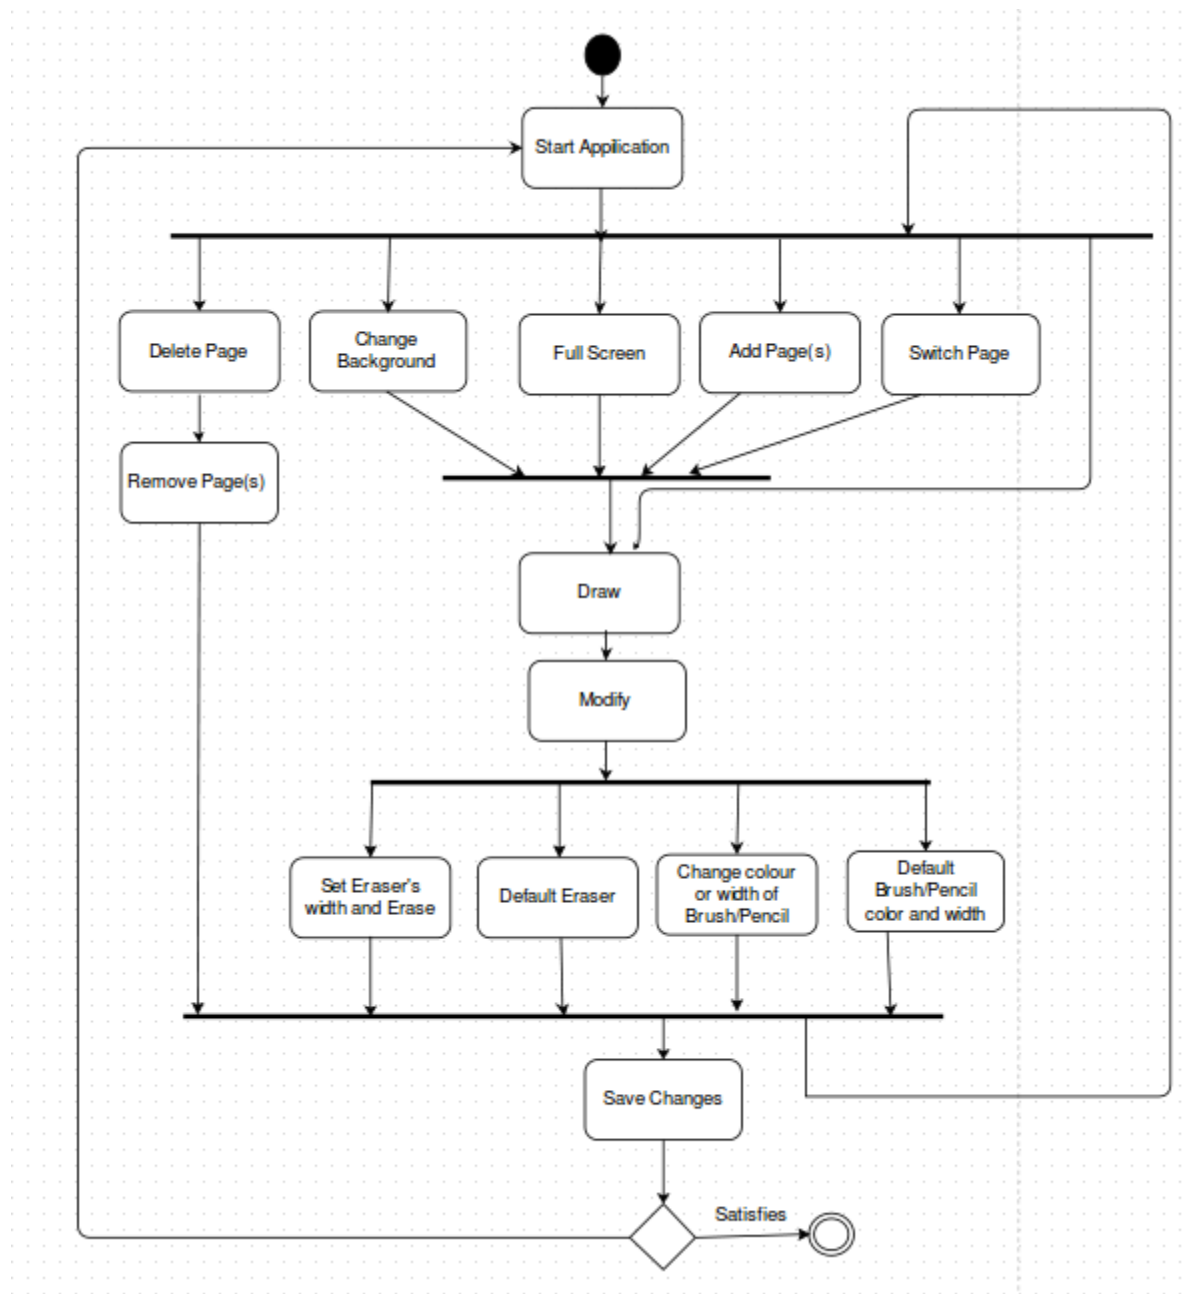 Start Appilication
Delete Page
Change
Background
Full Screen
Add Page(s)
Switch Page
Remove Page(s)
Draw
Modify
Set Eraser's
width and Erase
Default Eraser
Change colour
or width of
Brush/Pencil
Default
Brush/Pencil
color and width
Save Changes
Satisfies